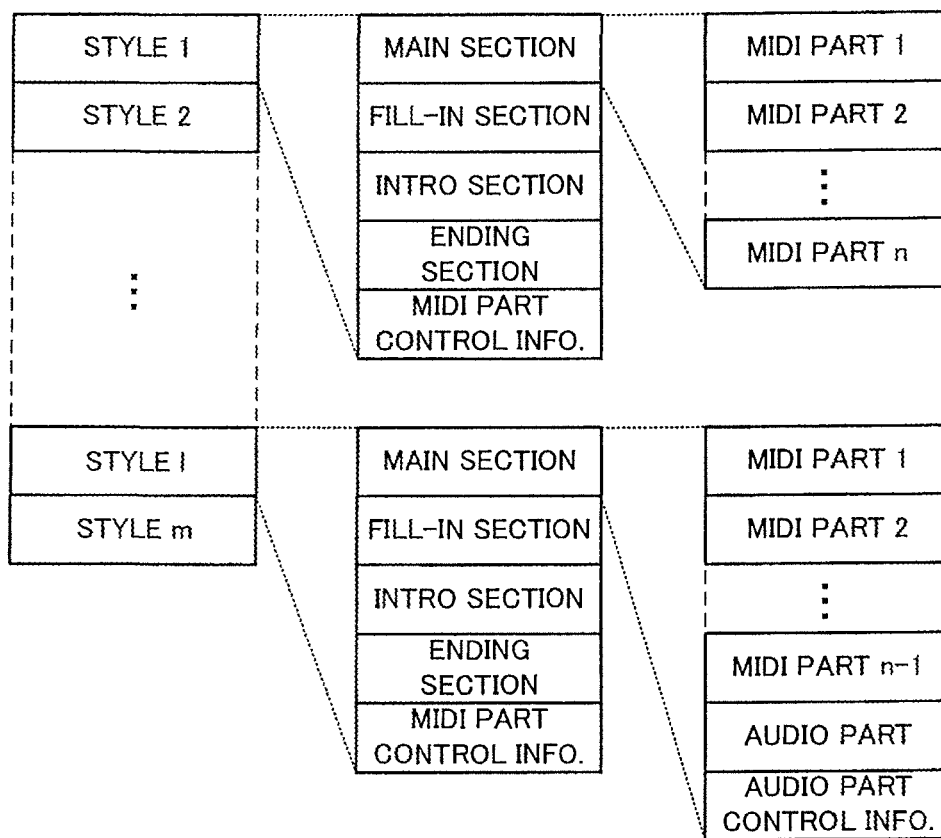 STYLE 1
STYLE 2
⋮
STYLE l
STYLE m
MAIN SECTION
FILL-IN SECTION
INTRO SECTION
ENDING
SECTION
MIDI PART
CONTROL INFO.
MIDI PART 1
MIDI PART 2
⋮
MIDI PART n
MAIN SECTION
FILL-IN SECTION
INTRO SECTION
ENDING
SECTION
MIDI PART
CONTROL INFO.
MIDI PART 1
MIDI PART 2
⋮
MIDI PART n-1
AUDIO PART
AUDIO PART
CONTROL INFO.